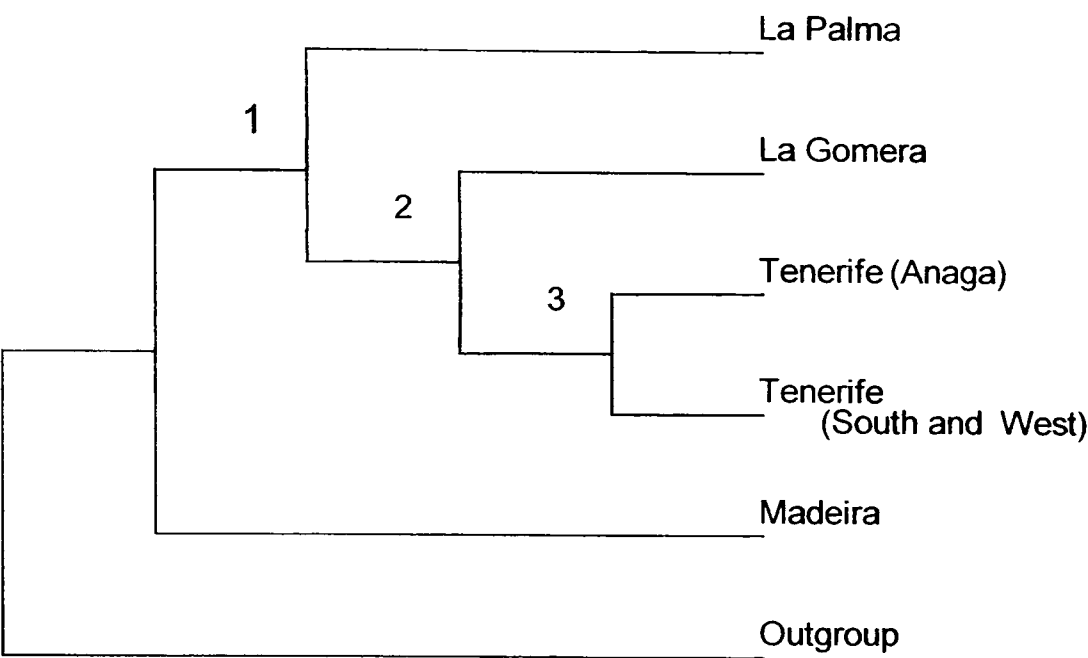 La Palma
1
La Gomera
2
Tenerife (Anaga)
3
Tenerife
(South and West)
Madeira
Outgroup